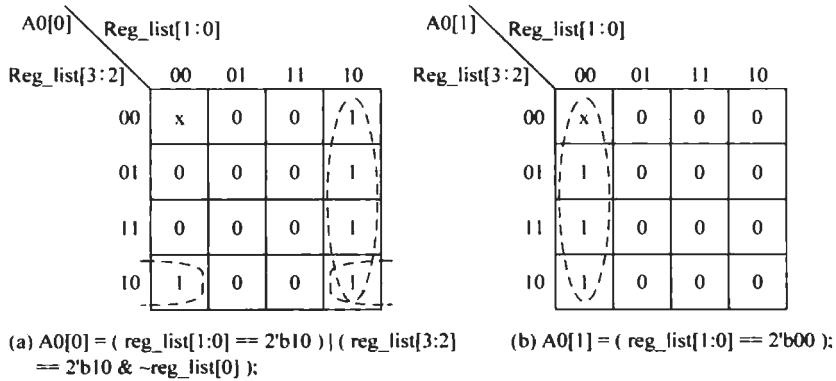 A0[0] Reg_list[1:0]
Reg_list[3:2] 00 01 11 10
00 x 0 0 1
01 0 0 0 1
11 0 0 0 1
10 1 0 0 1
(a) A0[0] = ( reg_list[1:0] == 2'b10 ) | ( reg_list[3:2]
== 2'b10 & ~reg_list[0] );
A0[1] Reg_list[1:0]
Reg_list[3:2] 00 01 11 10
00 x 0 0 0
01 1 0 0 0
11 1 0 0 0
10 1 0 0 0
(b) A0[1] = ( reg_list[1:0] == 2'b00 );